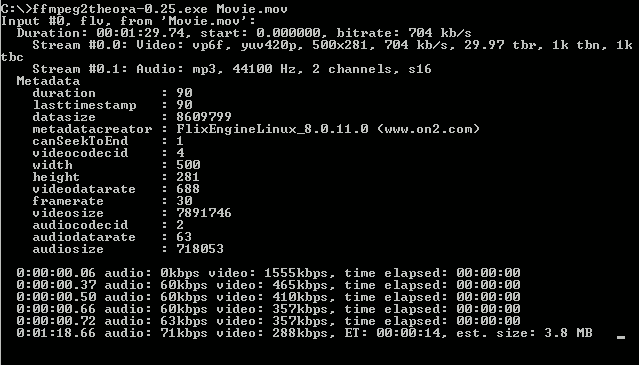 C:\>ffmpeg2theora-0.25.exe Movie.mov
Input #0, flv, from 'Movie.mov':
  Duration: 00:01:29.74, start: 0.000000, bitrate: 704 kb/s
    Stream #0.0: Video: vp6f, yuv420p, 500x281, 704 kb/s, 29.97 tbr, 1k tbn, 1k
tbc
    Stream #0.1: Audio: mp3, 44100 Hz, 2 channels, s16
  Metadata
    duration        : 90
    lasttimestamp   : 90
    datasize        : 8609799
    metadatacreator : FlixEngineLinux_8.0.11.0 (www.on2.com)
    canSeekToEnd    : 1
    videocodecid    : 4
    width           : 500
    height          : 281
    videodatarate   : 688
    framerate       : 30
    videosize       : 7891746
    audiocodecid    : 2
    audiodatarate   : 63
    audiosize       : 718053
  0:00:00.06 audio: 0kbps video: 1555kbps, time elapsed: 00:00:00
  0:00:00.37 audio: 60kbps video: 465kbps, time elapsed: 00:00:00
  0:00:00.50 audio: 60kbps video: 410kbps, time elapsed: 00:00:00
  0:00:00.66 audio: 60kbps video: 357kbps, time elapsed: 00:00:00
  0:00:00.72 audio: 63kbps video: 357kbps, time elapsed: 00:00:00
  0:01:18.66 audio: 71kbps video: 288kbps, ET: 00:00:14, est. size: 3.8 MB   _